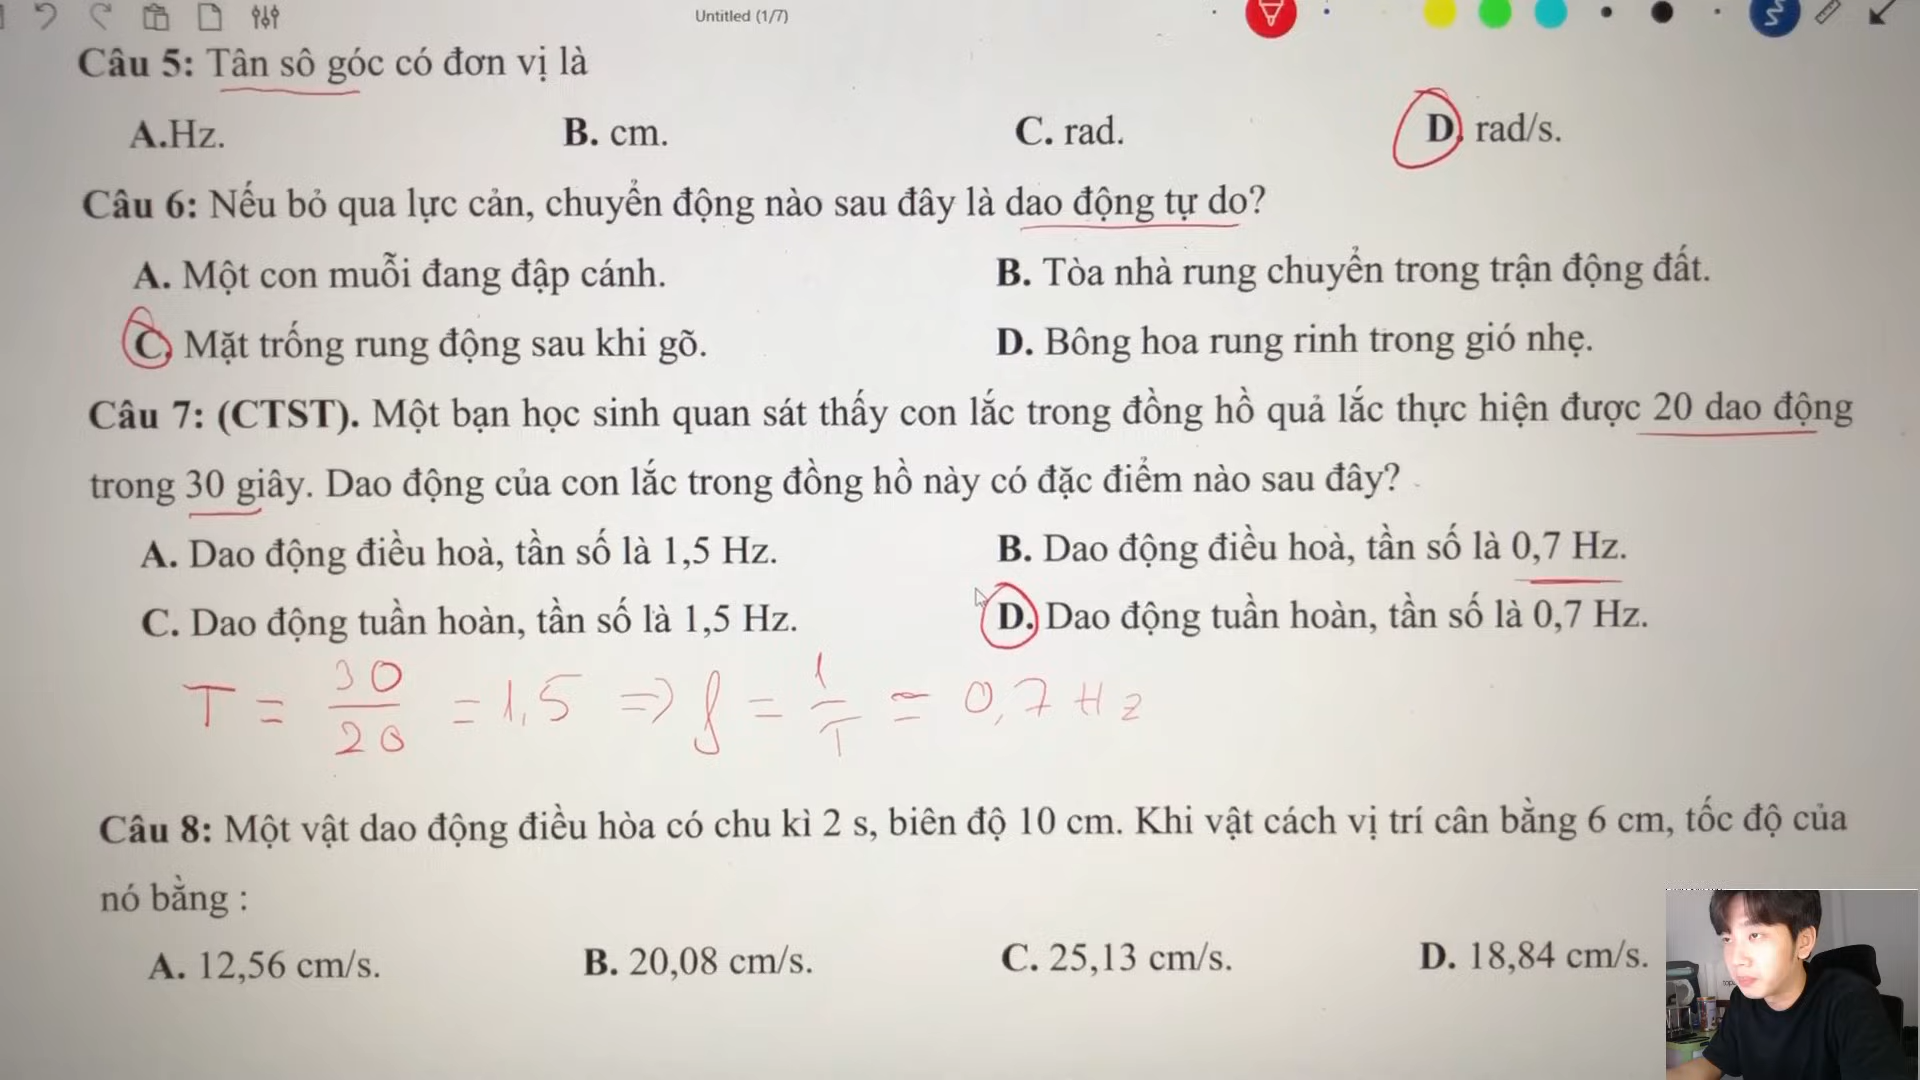 Untitled (1/7)
Câu 5: Tần số góc có đơn vị là
A.Hz. B. cm. C. rad. D. rad/s.
Câu 6: Nếu bỏ qua lực cản, chuyển động nào sau đây là dao động tự do?
A. Một con muỗi đang đập cánh. B. Tòa nhà rung chuyển trong trận động đất.
C. Mặt trống rung động sau khi gõ. D. Bông hoa rung rinh trong gió nhẹ.
Câu 7: (CTST). Một bạn học sinh quan sát thấy con lắc trong đồng hồ quả lắc thực hiện được 20 dao động
trong 30 giây. Dao động của con lắc trong đồng hồ này có đặc điểm nào sau đây?
A. Dao động điều hoà, tần số là 1,5 Hz. B. Dao động điều hoà, tần số là 0,7 Hz.
C. Dao động tuần hoàn, tần số là 1,5 Hz. D. Dao động tuần hoàn, tần số là 0,7 Hz.
T = 30/20 = 1,5 => f = 1/T ≃ 0,7 Hz
Câu 8: Một vật dao động điều hòa có chu kì 2 s, biên độ 10 cm. Khi vật cách vị trí cân bằng 6 cm, tốc độ của
nó bằng :
A. 12,56 cm/s. B. 20,08 cm/s. C. 25,13 cm/s. D. 18,84 cm/s.